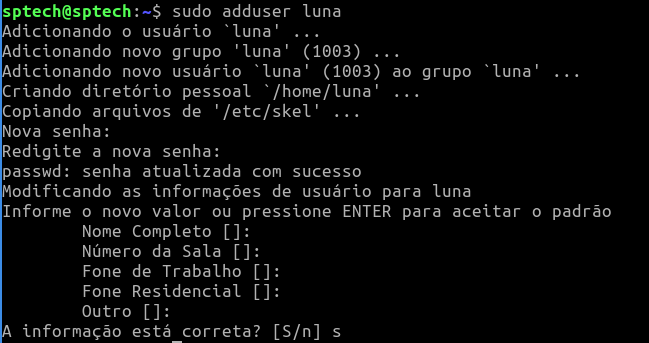 sptech@sptech:~$ sudo adduser luna
Adicionando o usuário `luna' ...
Adicionando novo grupo 'luna' (1003) ...
Adicionando novo usuário `luna' (1003) ao grupo `luna' ...
Criando diretório pessoal `/home/luna' ...
Copiando arquivos de '/etc/skel' ...
Nova senha:
Redigite a nova senha:
passwd: senha atualizada com sucesso
Modificando as informações de usuário para luna
Informe o novo valor ou pressione ENTER para aceitar o padrão
Nome Completo []:
Número da Sala []:
Fone de Trabalho []:
Fone Residencial []:
Outro []:
A informação está correta? [S/n] s